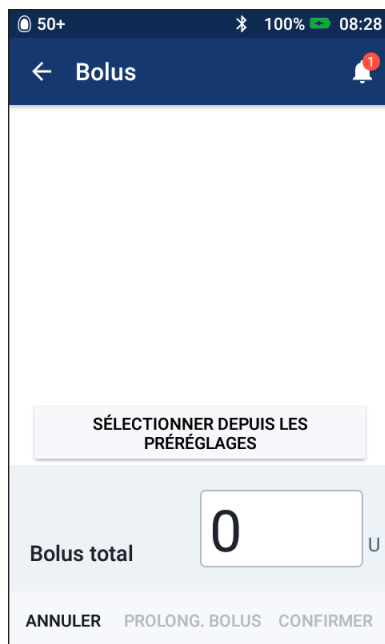 50+ 100% 08:28
Bolus 1
SÉLECTIONNER DEPUIS LES
PRÉRÉGLAGES
Bolus total 0 U
ANNULER PROLONG. BOLUS CONFIRMER